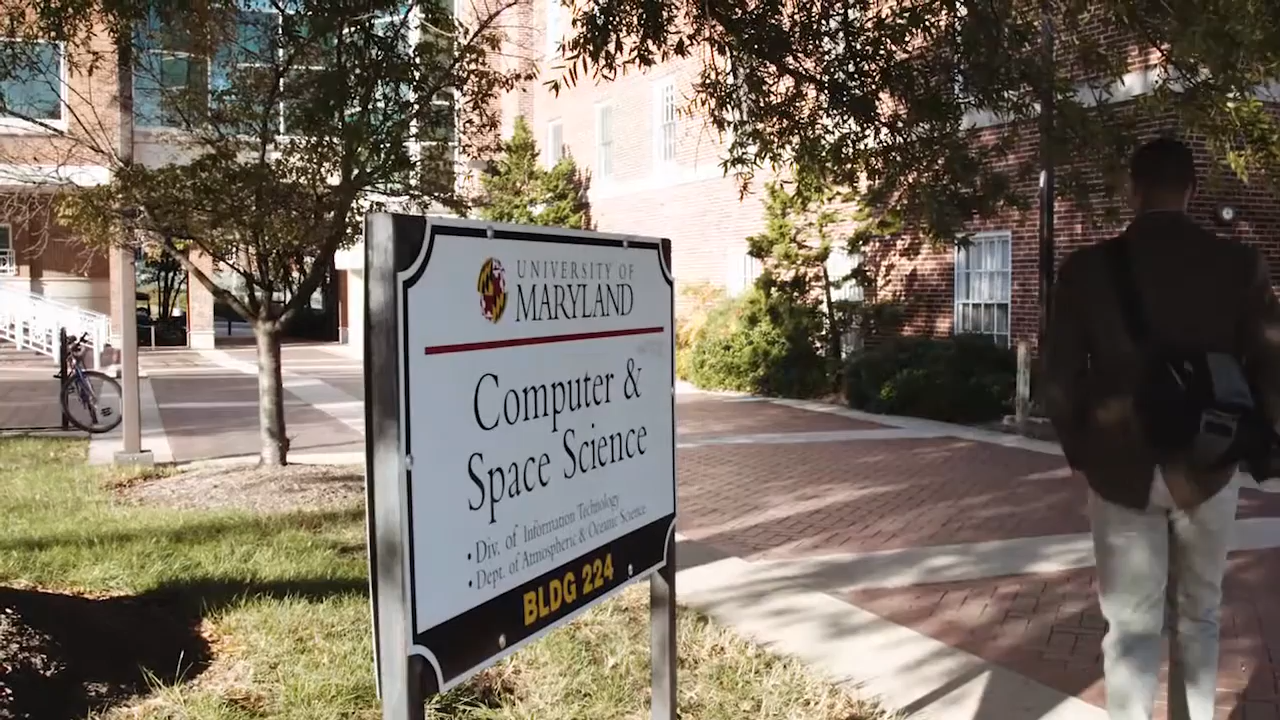 UNIVERSITY OF
MARYLAND
Computer &
Space Science
• Div. of Information Technology
• Dept. of Atmospheric & Oceanic Science
BLDG 224